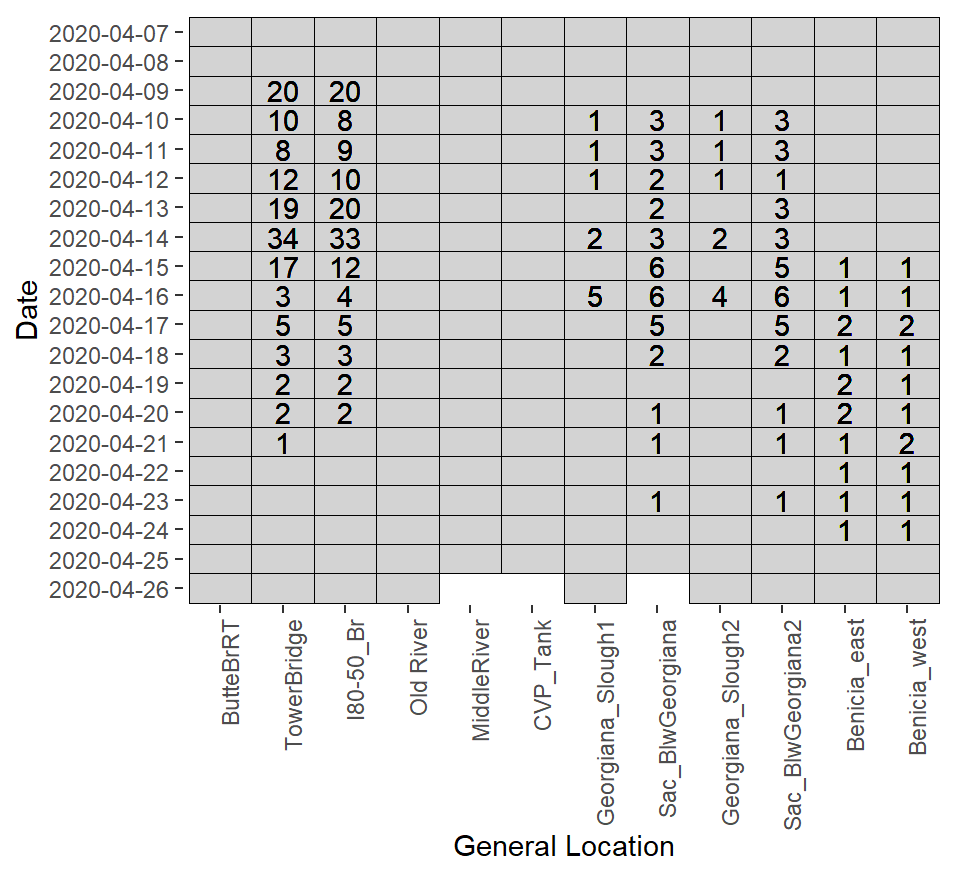 2020-04-07
2020-04-08
2020-04-09 20 20
2020-04-10 10 8 1 3 1 3
2020-04-11 8 9 1 3 1 3
2020-04-12 12 10 1 2 1 1
2020-04-13 19 20 2 3
2020-04-14 34 33 2 3 2 3
2020-04-15 17 12 6 5 1 1
2020-04-16 3 4 5 6 4 6 1 1
2020-04-17 5 5 5 5 2 2
2020-04-18 3 3 2 2 1 1
2020-04-19 2 2 2 1
2020-04-20 2 2 1 1 2 1
2020-04-21 1 1 1 1 2
2020-04-22 1 1
2020-04-23 1 1 1 1
2020-04-24 1 1
2020-04-25
2020-04-26
Date
ButteBrRT
TowerBridge
I80-50_Br
Old River
MiddleRiver
CVP_Tank
Georgiana_Slough1
Sac_BlwGeorgiana
Georgiana_Slough2
Sac_BlwGeorgiana2
Benicia_east
Benicia_west
General Location